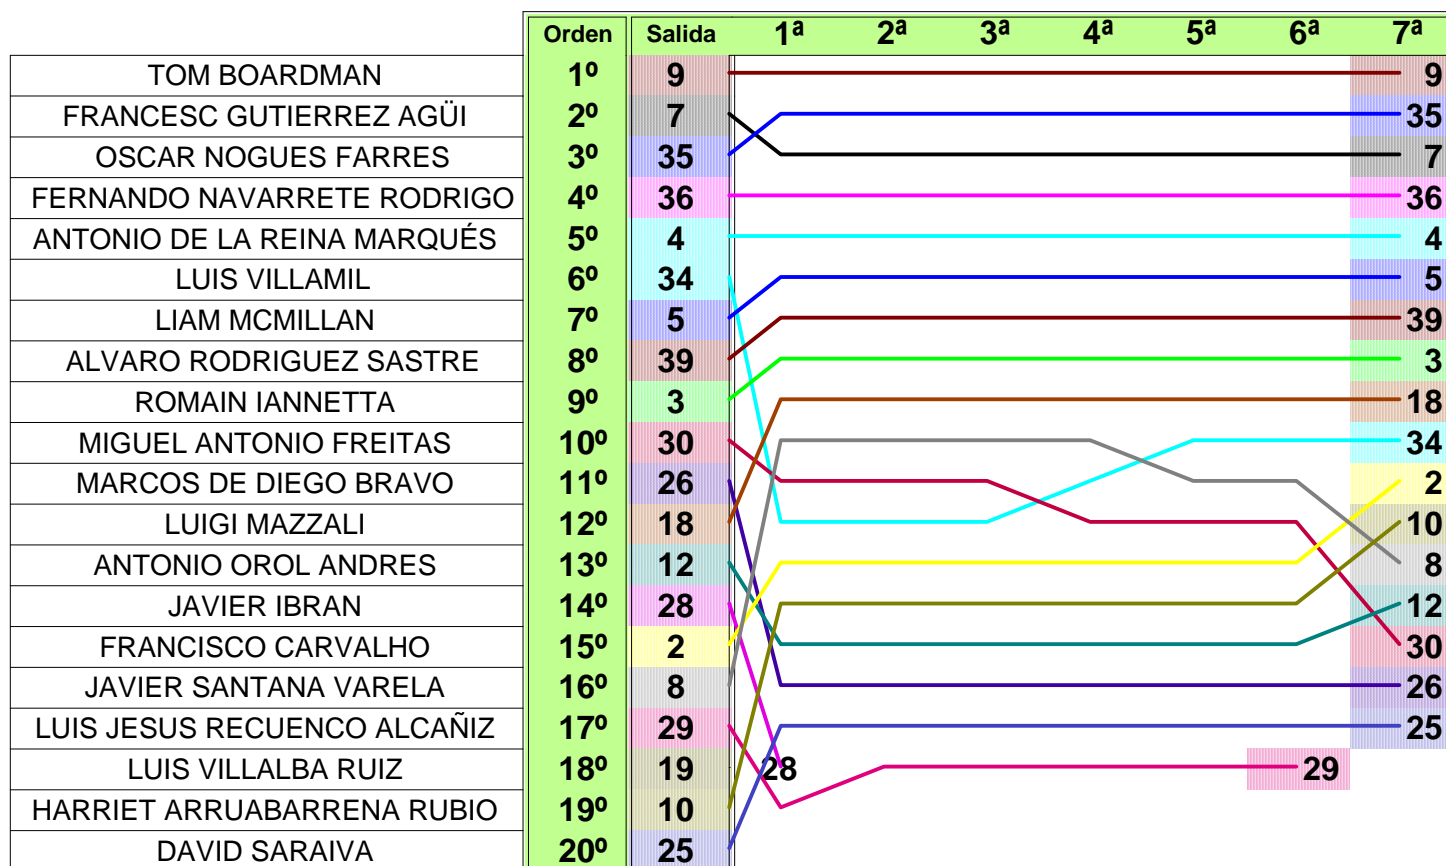 Orden Salida 1ª 2ª 3ª 4ª 5ª 6ª 7ª
TOM BOARDMAN 1º 9 9
FRANCESC GUTIERREZ AGÜI 2º 7 35
OSCAR NOGUES FARRES 3º 35 7
FERNANDO NAVARRETE RODRIGO 4º 36 36
ANTONIO DE LA REINA MARQUÉS 5º 4 4
LUIS VILLAMIL 6º 34 5
LIAM MCMILLAN 7º 5 39
ALVARO RODRIGUEZ SASTRE 8º 39 3
ROMAIN IANNETTA 9º 3 18
MIGUEL ANTONIO FREITAS 10º 30 34
MARCOS DE DIEGO BRAVO 11º 26 2
LUIGI MAZZALI 12º 18 10
ANTONIO OROL ANDRES 13º 12 8
JAVIER IBRAN 14º 28 12
FRANCISCO CARVALHO 15º 2 30
JAVIER SANTANA VARELA 16º 8 26
LUIS JESUS RECUENCO ALCAÑIZ 17º 29 25
LUIS VILLALBA RUIZ 18º 19 28 29
HARRIET ARRUABARRENA RUBIO 19º 10
DAVID SARAIVA 20º 25